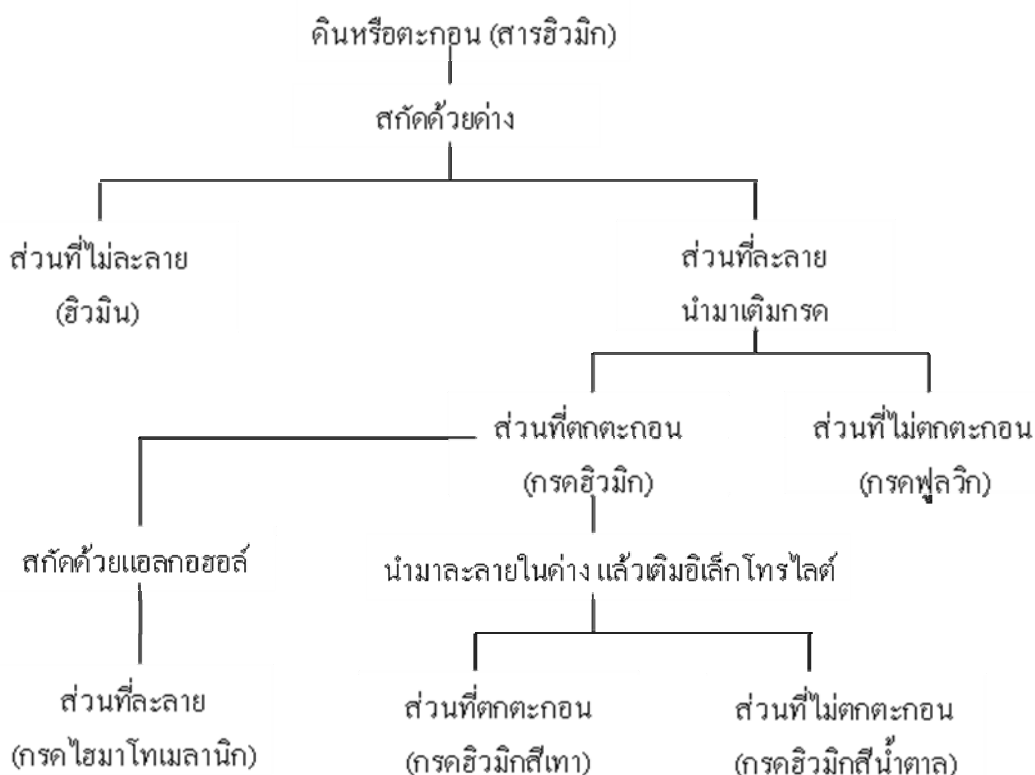 ดินหรือตะกอน (สารฮิวมิก)
สกัดด้วยด่าง
ส่วนที่ไม่ละลาย
(ฮิวมิน)
ส่วนที่ละลาย
นำมาเติมกรด
ส่วนที่ตกตะกอน
(กรดฮิวมิก)
ส่วนที่ไม่ตกตะกอน
(กรดฟูลวิก)
สกัดด้วยแอลกอฮอล์
นำมาละลายในด่าง แล้วเติมอิเล็กโทรไลต์
ส่วนที่ละลาย
(กรดไฮมาโทเมลานิก)
ส่วนที่ตกตะกอน
(กรดฮิวมิกสีเทา)
ส่วนที่ไม่ตกตะกอน
(กรดฮิวมิกสีน้ำตาล)